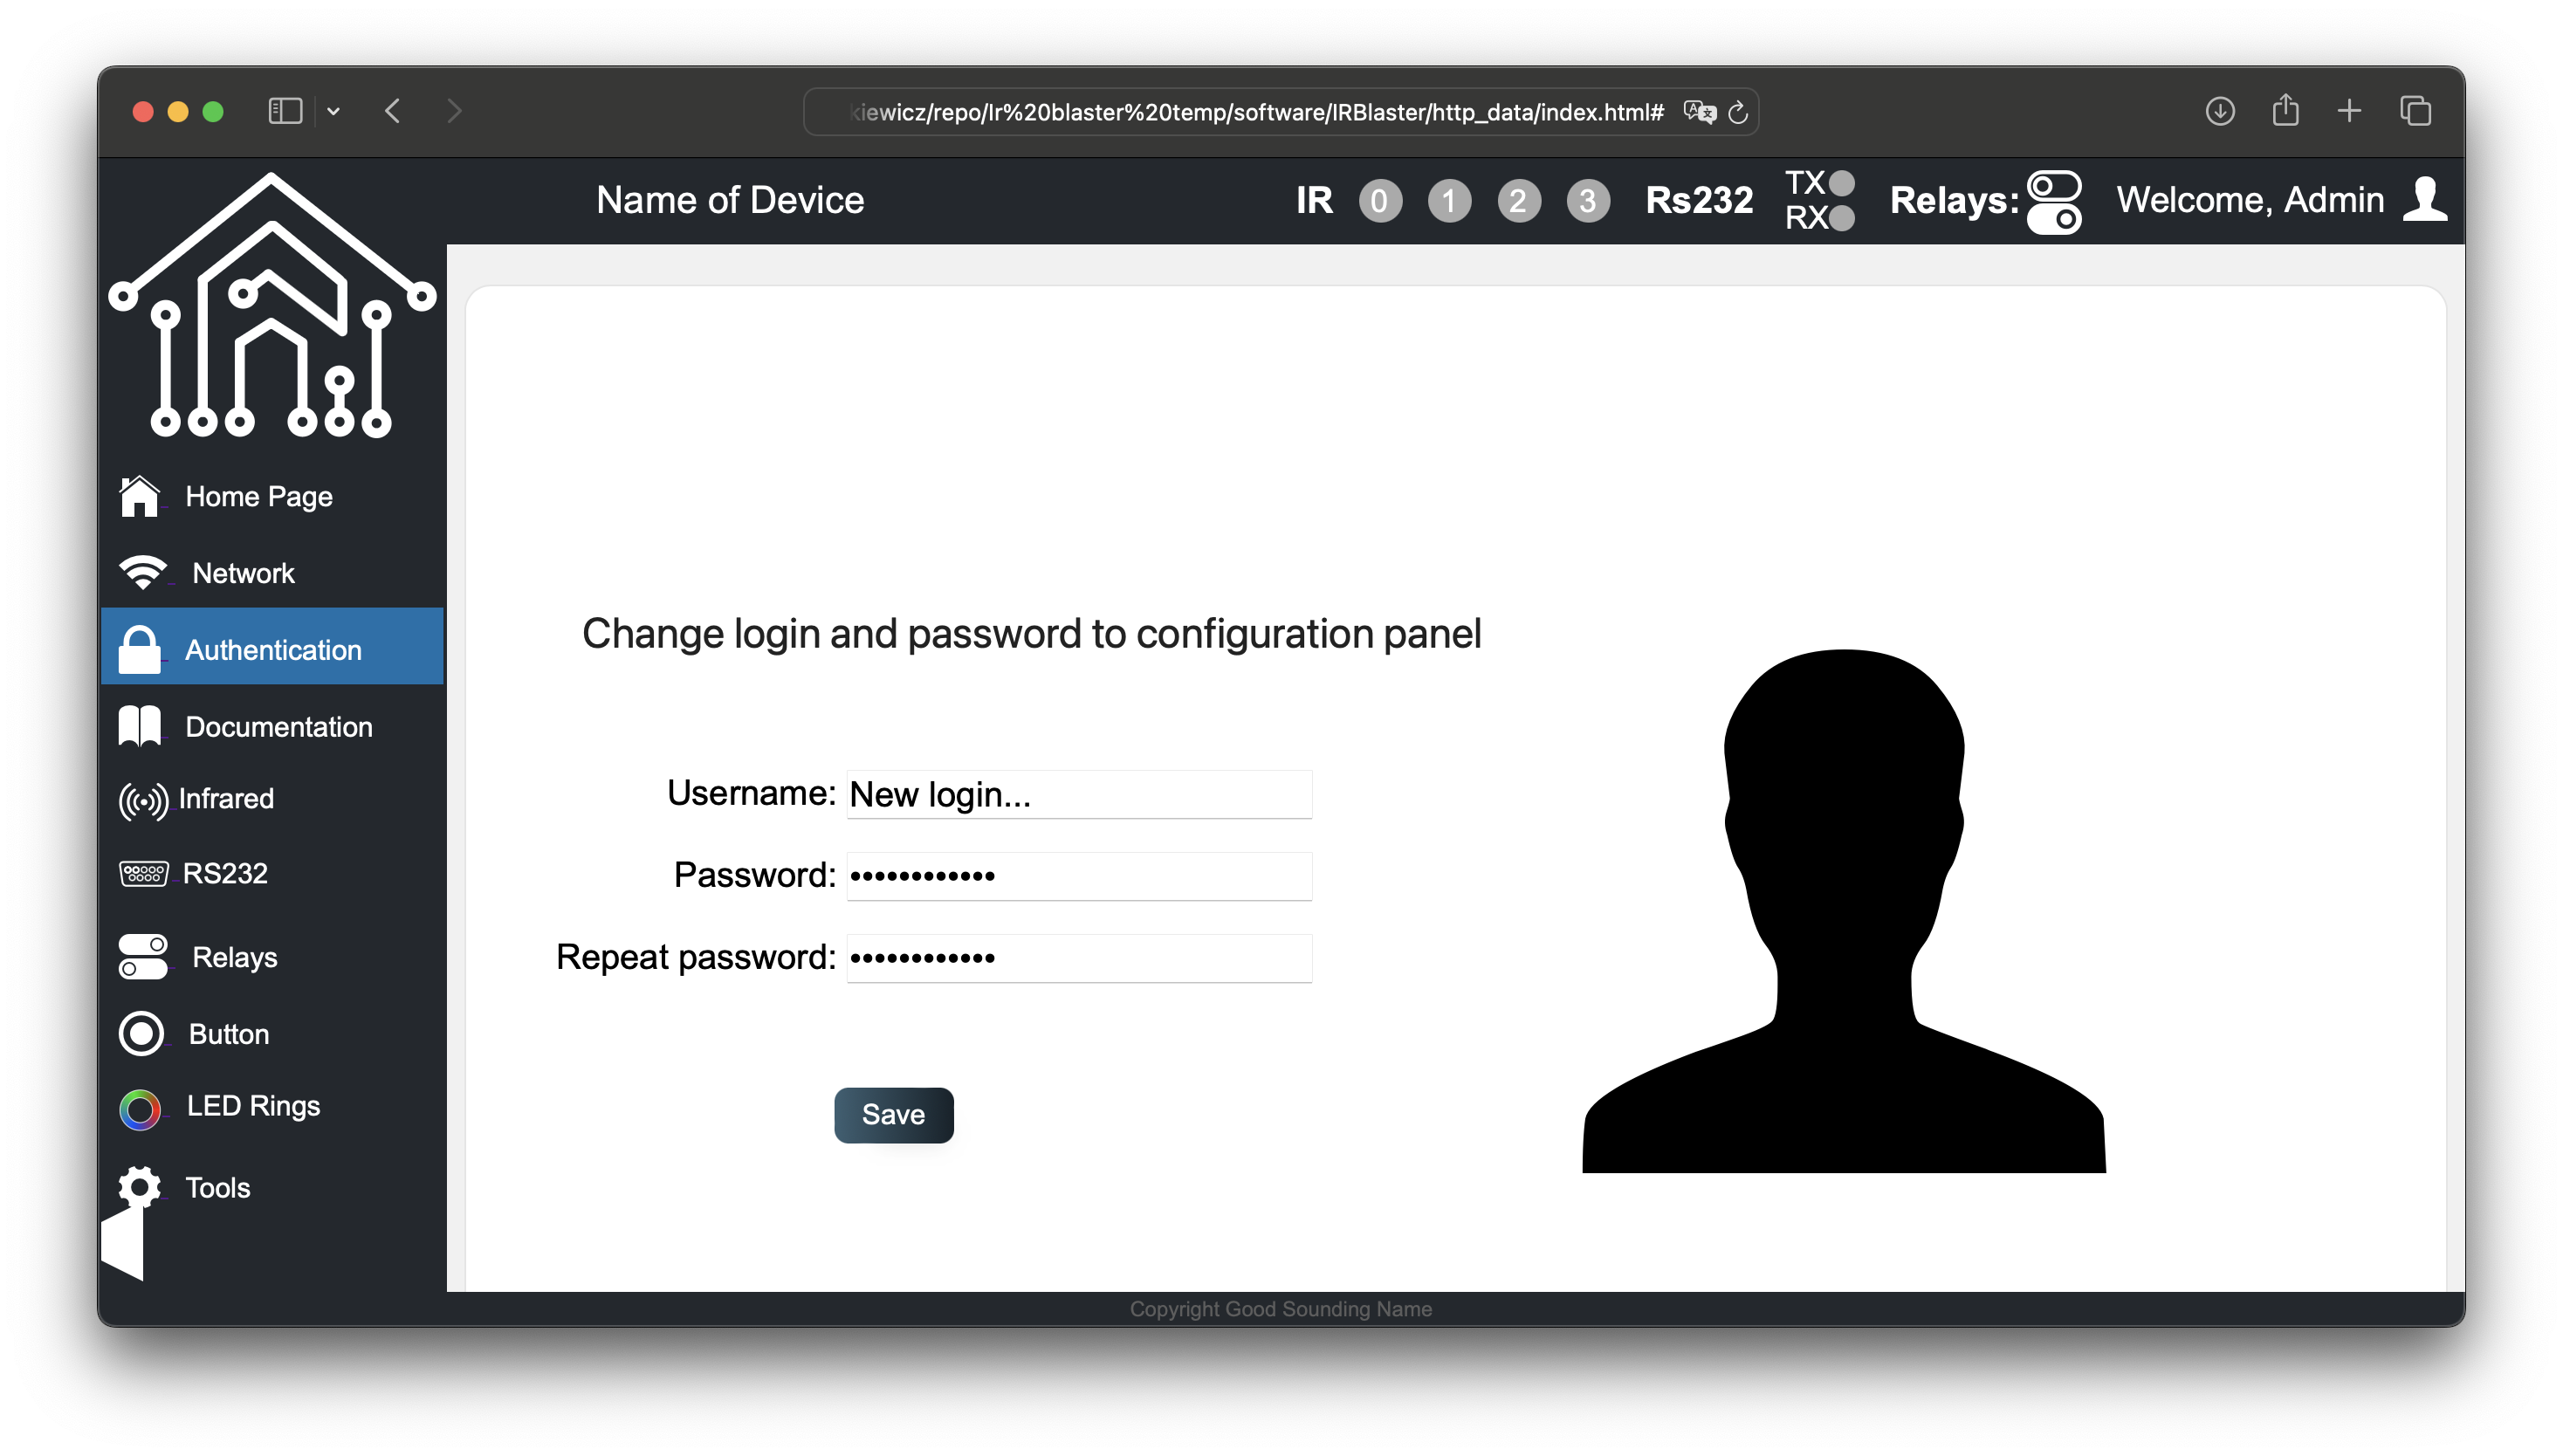 kiewicz/repo/Ir%20blaster%20temp/software/IRBlaster/http_data/index.html#
Name of Device
IR 0 1 2 3 Rs232 TX RX Relays: Welcome, Admin
Home Page
Network
Authentication
Documentation
Infrared
RS232
Relays
Button
LED Rings
Tools
Change login and password to configuration panel
Username: New login...
Password: ••••••••••••
Repeat password: ••••••••••••
Save
Copyright Good Sounding Name